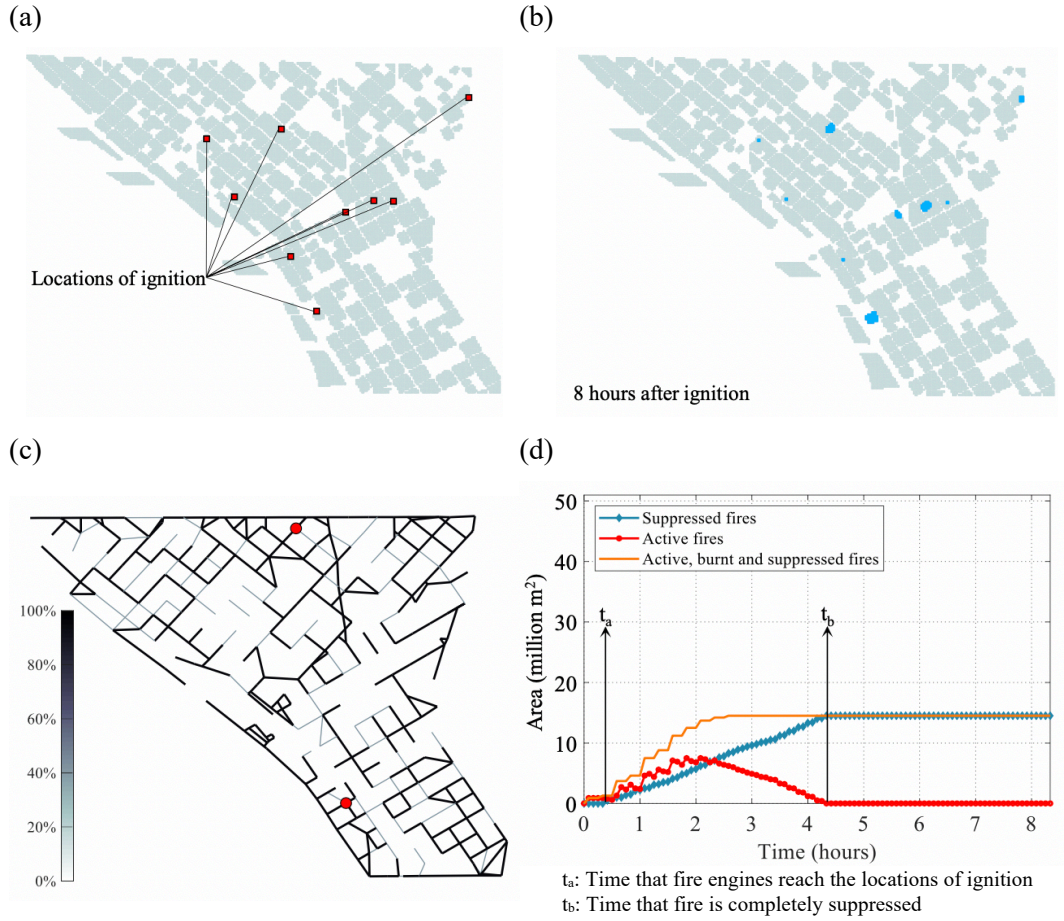 (a)
(b)
Locations of ignition
8 hours after ignition
(c)
(d)
100%
80%
60%
40%
20%
0%
50
40
30
20
10
0
Area (million m²)
Suppressed fires
Active fires
Active, burnt and suppressed fires
tₐ
t_b
0 1 2 3 4 5 6 7 8
Time (hours)
tₐ: Time that fire engines reach the locations of ignition
t_b: Time that fire is completely suppressed